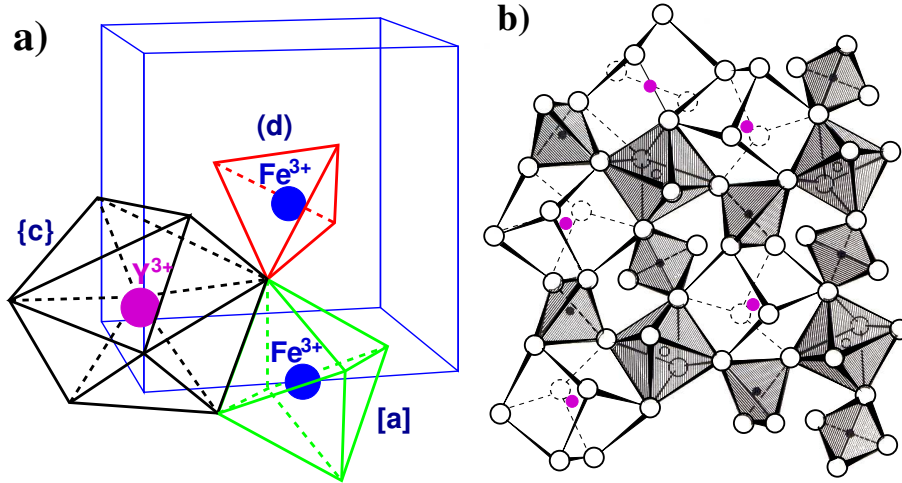 a)
b)
(d)
Fe3+
{c}
Y3+
Fe3+
[a]